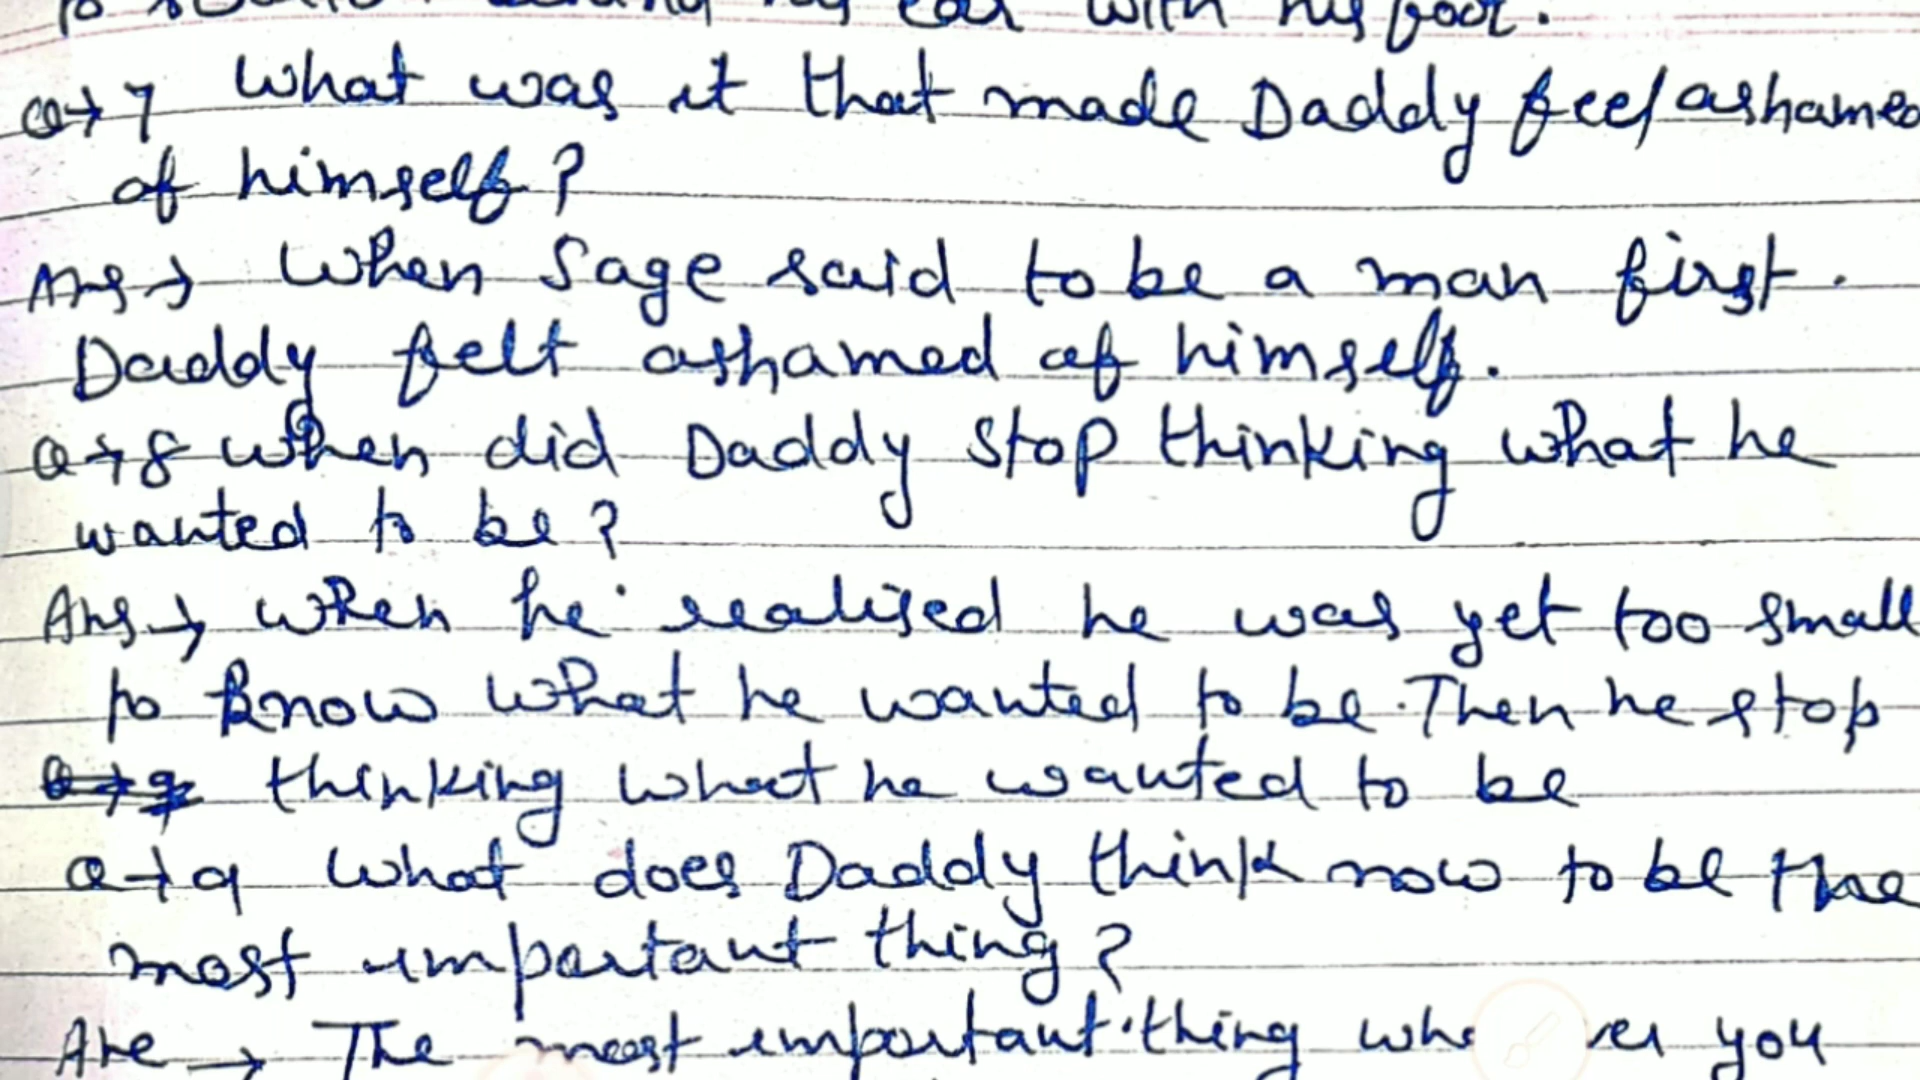 with his foot.
Q→7 What was it that made Daddy feel ashamed
of himself?
Ans→ When Sage said to be a man first.
Daddy felt ashamed of himself.
Q→8 When did Daddy stop thinking what he
wanted to be?
Ans→ When he realised he was yet too small
to know what he wanted to be. Then he stop
thinking what he wanted to be
Q→9 What does Daddy think now to be the
most important thing?
Ans → The most important thing you